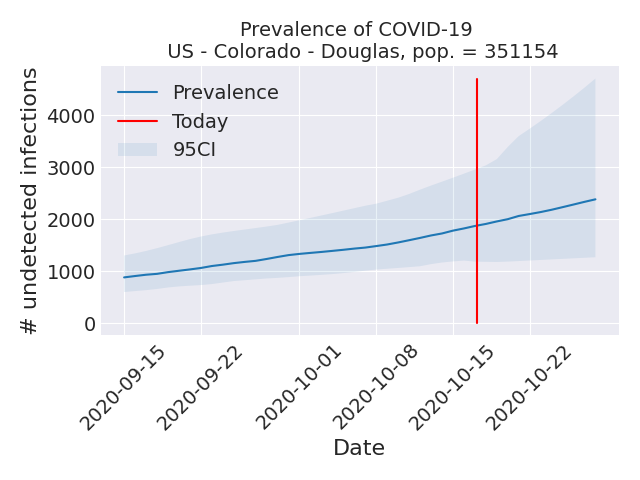 Prevalence of COVID-19
US - Colorado - Douglas, pop. = 351154
# undetected infections
4000
3000
2000
1000
0
Prevalence
Today
95CI
2020-09-15
2020-09-22
2020-10-01
2020-10-08
2020-10-15
2020-10-22
Date